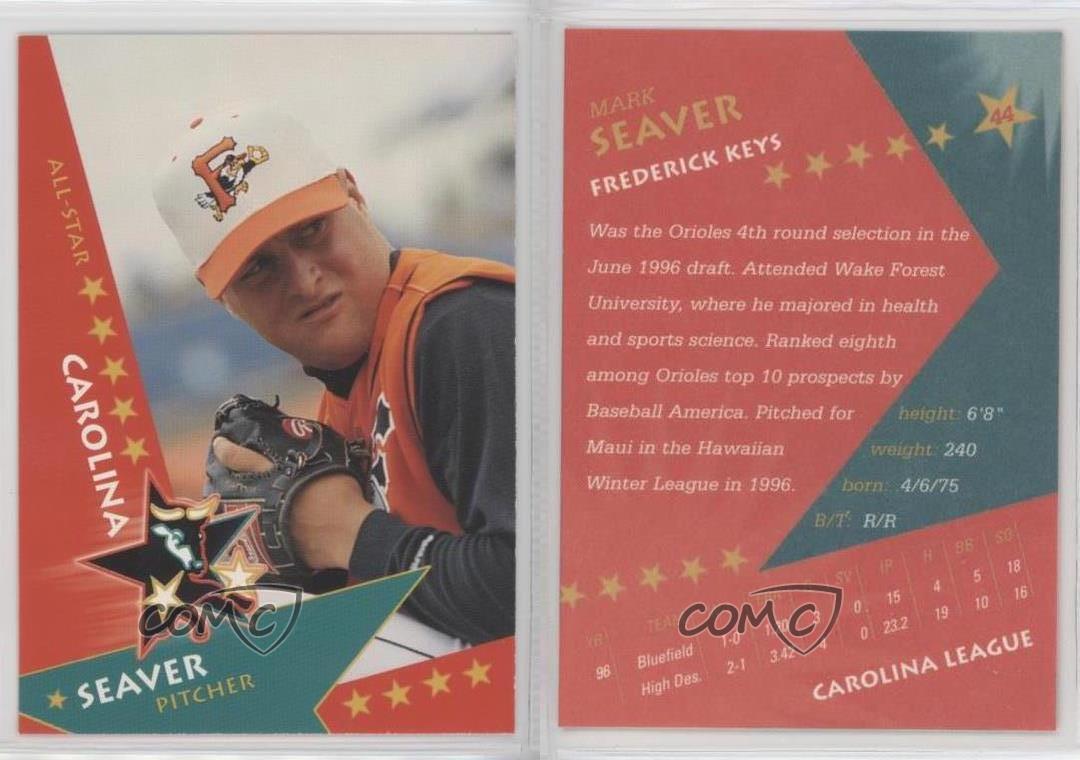 ALL-STAR
CAROLINA
SEAVER
PITCHER
COMC
MARK
SEAVER
FREDERICK KEYS
44
Was the Orioles 4th round selection in the
June 1996 draft. Attended Wake Forest
University, where he majored in health
and sports science. Ranked eighth
among Orioles top 10 prospects by
Baseball America. Pitched for
Maui in the Hawaiian
Winter League in 1996.
height: 6'8"
weight: 240
born: 4/6/75
B/T: R/R
YR SV IP H BB SO
96 Bluefield 1-0 3 0 15 4 5 18
High Des. 2-1 3.42 4 0 23.2 19 10 16
COMC
CAROLINA LEAGUE